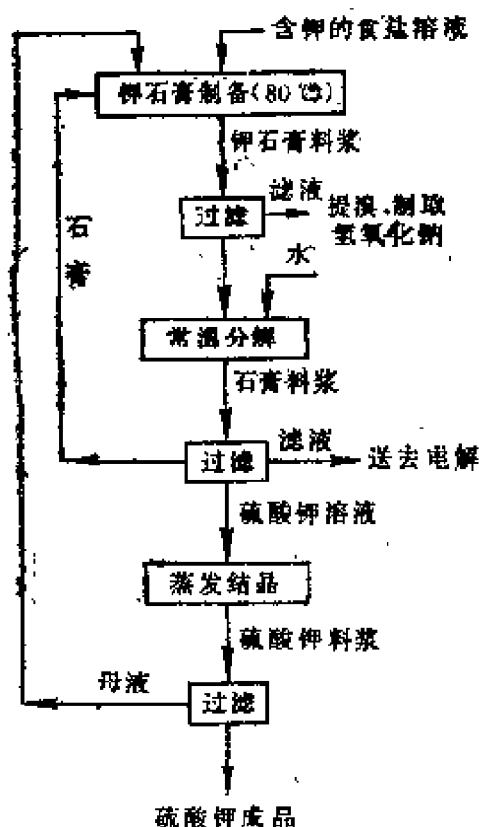 含钾的食盐溶液
钾石膏制备(80℃)
钾石膏料浆
滤液
过滤
提溴、制取
氢氧化钠
石膏
水
常温分解
石膏料浆
滤液
过滤
送去电解
硫酸钾溶液
蒸发结晶
硫酸钾料浆
母液
过滤
硫酸钾成品